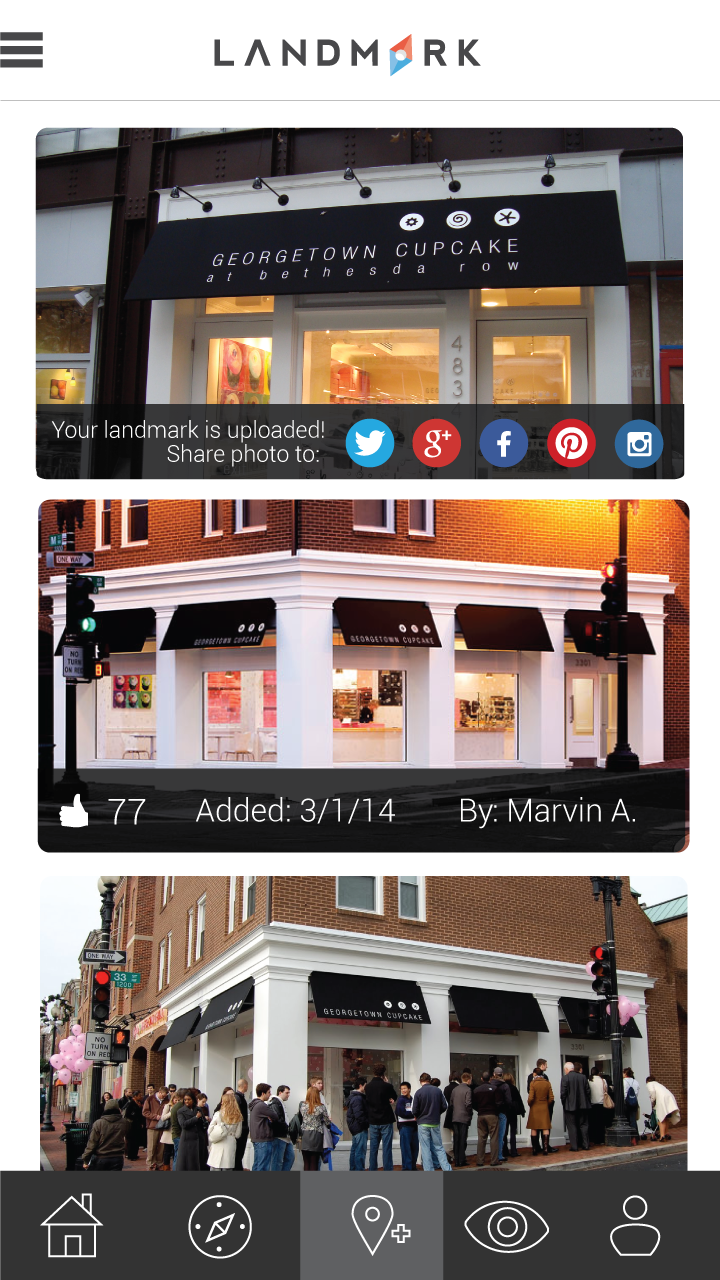 LANDMARK
GEORGETOWN CUPCAKE
at bethesda row
483
Your landmark is uploaded!
Share photo to:
g+
f
ONE WAY
NO
TURN
ON RED
GEORGETOWN CUPCAKE
GEORGETOWN CUPCAKE
3301
77
Added: 3/1/14
By: Marvin A.
ONE WAY
33
1200
NO
TURN
ON RED
GEORGETOWN CUPCAKE
GEORGETOWN CUPCAKE
3301